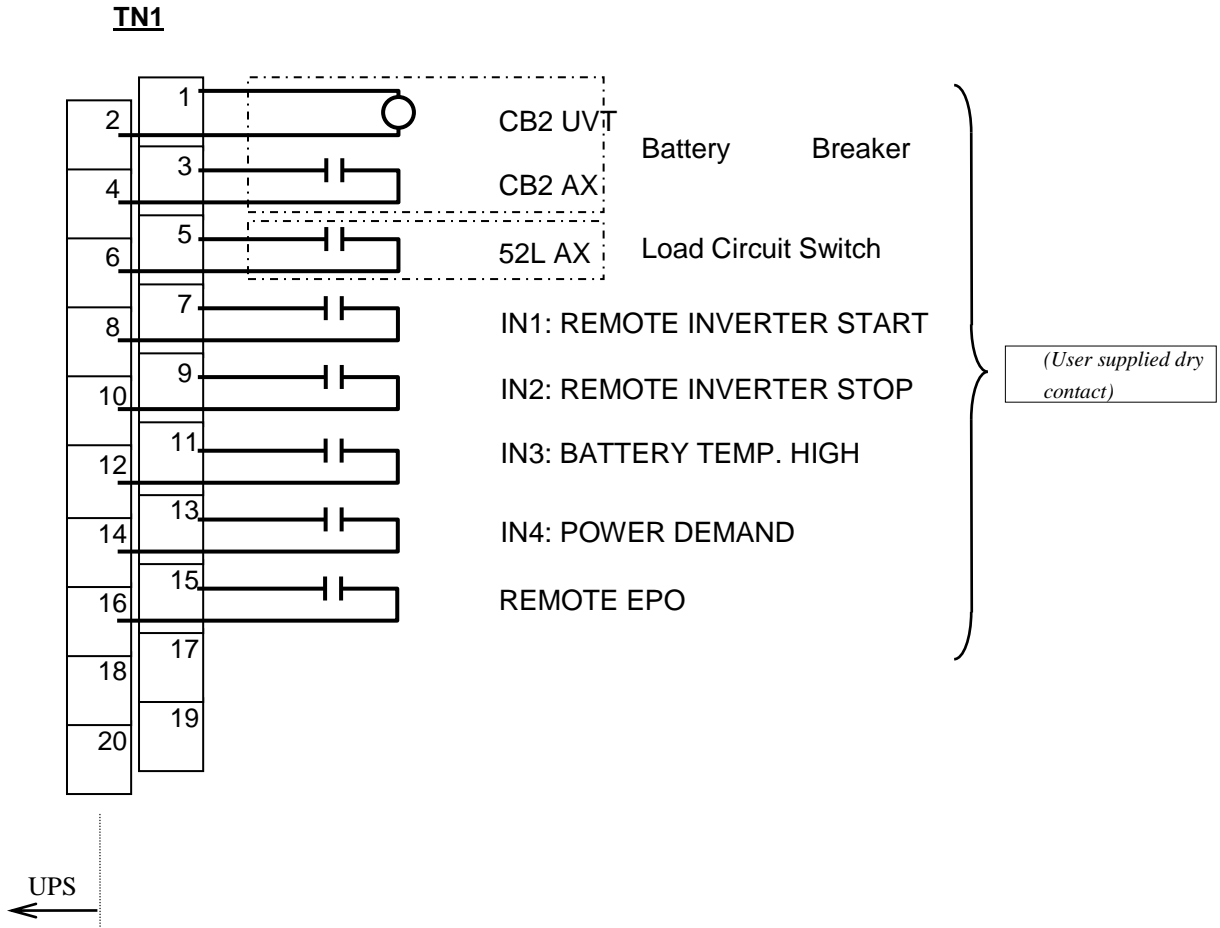 TN1
1
2
CB2 UVT
Battery Breaker
3
4
CB2 AX
5
6
52L AX
Load Circuit Switch
7
8
IN1: REMOTE INVERTER START
9
10
IN2: REMOTE INVERTER STOP
11
12
IN3: BATTERY TEMP. HIGH
13
14
IN4: POWER DEMAND
15
16
REMOTE EPO
17
18
19
20
(User supplied dry
contact)
UPS